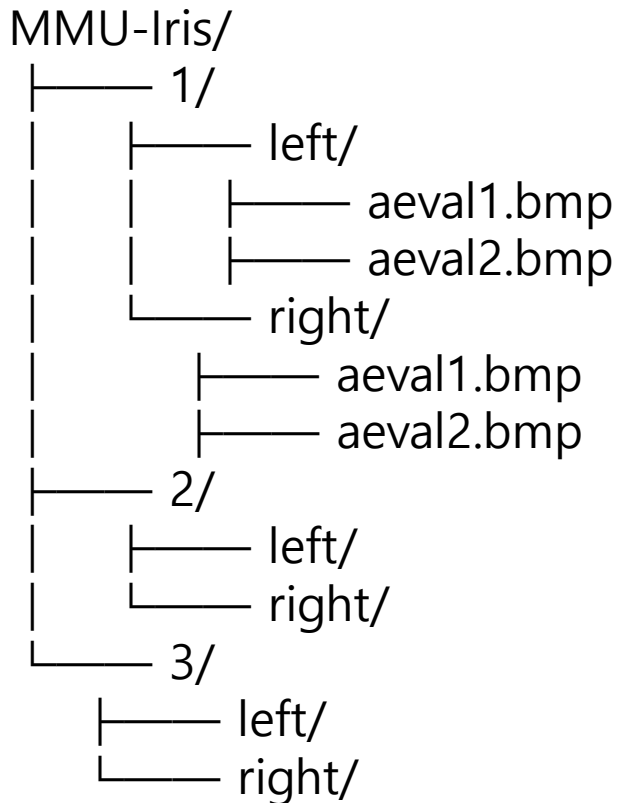 MMU-Iris/
├─── 1/
│ ├─── left/
│ │ ├─── aeval1.bmp
│ │ ├─── aeval2.bmp
│ └─── right/
│ ├─── aeval1.bmp
│ ├─── aeval2.bmp
├─── 2/
│ ├─── left/
│ └─── right/
└─── 3/
├─── left/
└─── right/